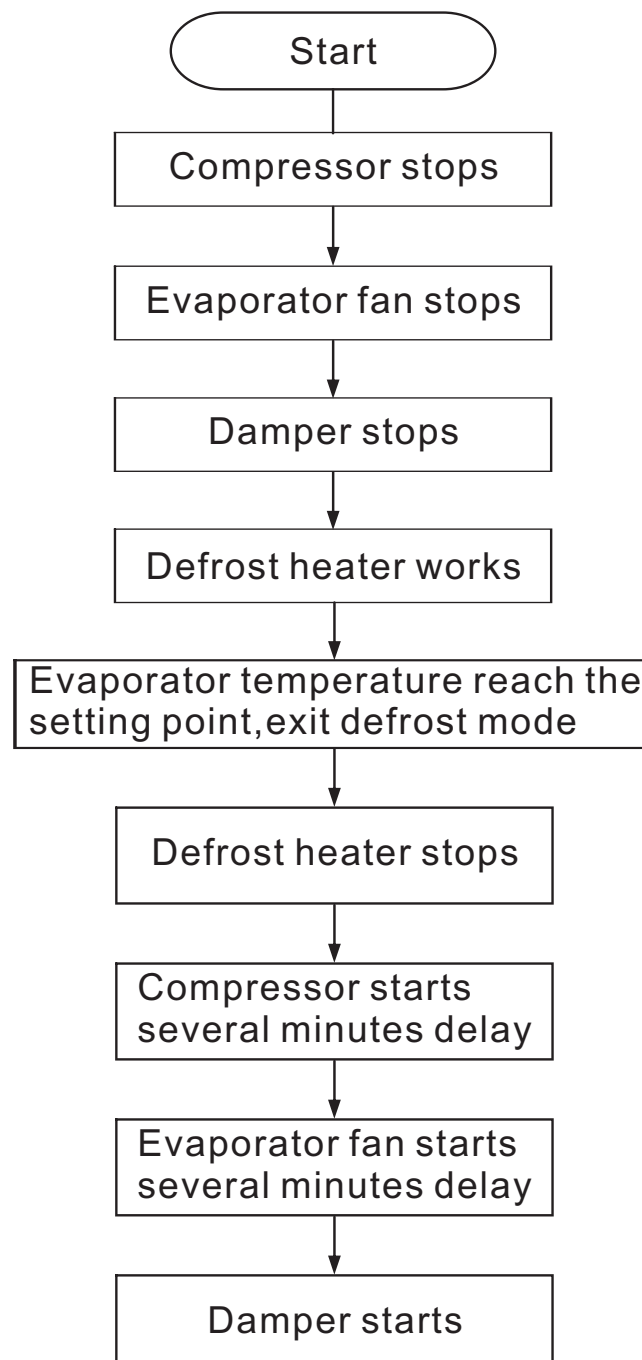 Start
Compressor stops
Evaporator fan stops
Damper stops
Defrost heater works
Evaporator temperature reach the
setting point,exit defrost mode
Defrost heater stops
Compressor starts
several minutes delay
Evaporator fan starts
several minutes delay
Damper starts